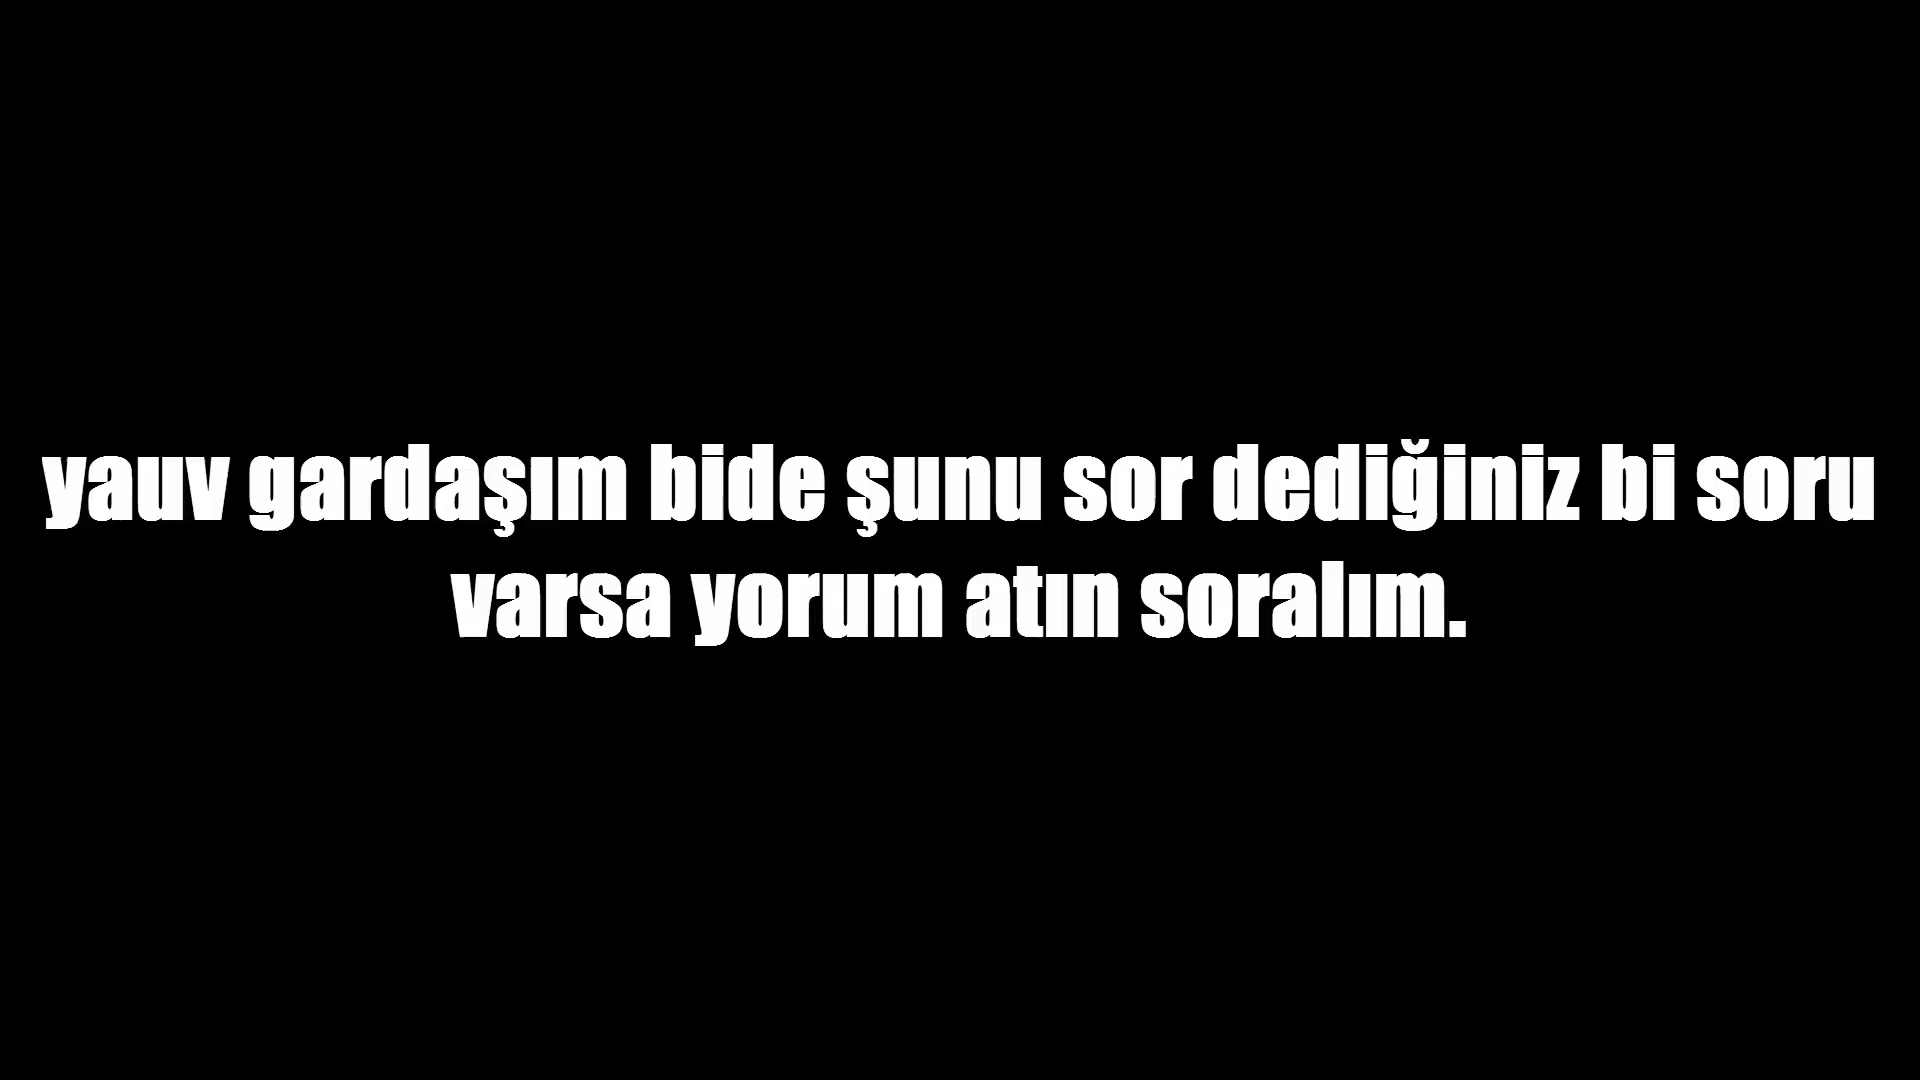 yauv gardaşım bide şunu sor dediğiniz bi soru
varsa yorum atın soralım.